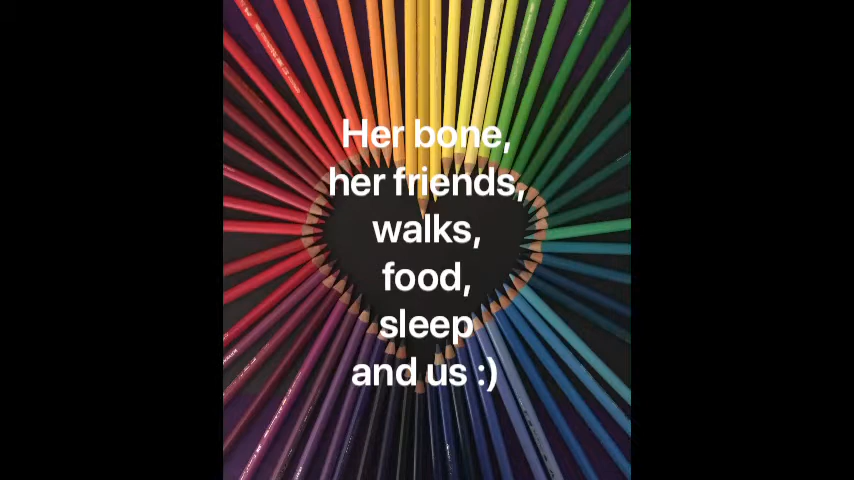 Her bone,
her friends,
walks,
food,
sleep
and us :)